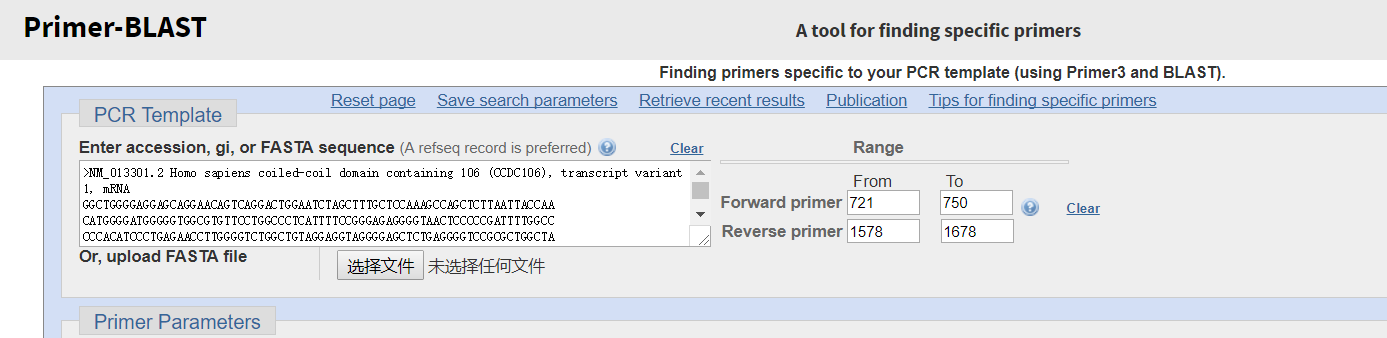 Primer-BLAST
A tool for finding specific primers
Finding primers specific to your PCR template (using Primer3 and BLAST).
Reset page Save search parameters Retrieve recent results Publication Tips for finding specific primers
PCR Template
Enter accession, gi, or FASTA sequence (A refseq record is preferred) ? Clear
Range
>NM_013301.2 Homo sapiens coiled-coil domain containing 106 (CCDC106), transcript variant
1, mRNA
GGCTGGGGAGGAGCAGGAACAGTCAGGACTGGAATCTAGCTTTGCTCCAAAGCCAGCTCTTAATTACCAA
CATGGGGATGGGGGTGGCGTGTTCCTGGCCCTCATTTTCCGGGAGAGGGGTAACTCCCCCGATTTTGGCC
CCCACATCCCTGAGAACCTTGGGGTCTGGCTGTAGGAGGTAGGGGAGCTCTGAGGGGTCCGCGCTGGCTA
From To
Forward primer 721 750 ? Clear
Reverse primer 1578 1678
Or, upload FASTA file 选择文件 未选择任何文件
Primer Parameters